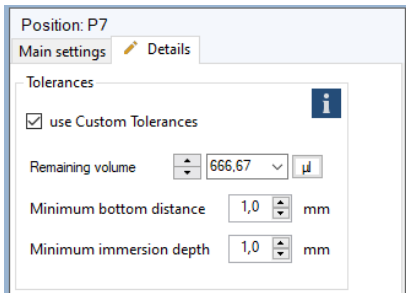 Position: P7
Main settings Details
Tolerances
i
use Custom Tolerances
Remaining volume 666,67 µl
Minimum bottom distance 1,0 mm
Minimum immersion depth 1,0 mm